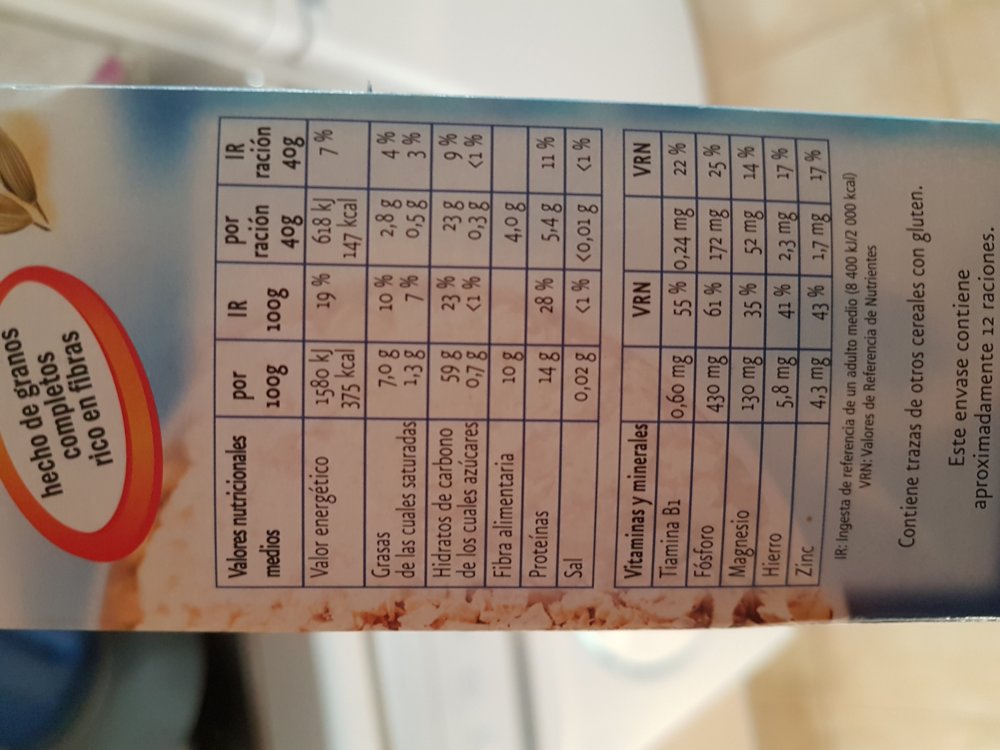 hecho de granos
completos
rico en fibras
Valores nutricionales medios | por 100g | IR 100g | por ración 40g | IR ración 40g
Valor energético | 1580 kJ 375 kcal | 19 % | 618 kJ 147 kcal | 7 %
Grasas | 7,0 g | 10 % | 2,8 g | 4 %
de las cuales saturadas | 1,3 g | 7 % | 0,5 g | 3 %
Hidratos de carbono | 59 g | 23 % | 23 g | 9 %
de los cuales azúcares | 0,7 g | <1 % | 0,3 g | <1 %
Fibra alimentaria | 10 g | 4,0 g
Proteínas | 14 g | 28 % | 5,4 g | 11 %
Sal | 0,02 g | <1 % | <0,01 g | <1 %
Vitaminas y minerales | VRN | VRN
Tiamina B1 | 0,60 mg | 55 % | 0,24 mg | 22 %
Fósforo | 430 mg | 61 % | 172 mg | 25 %
Magnesio | 130 mg | 35 % | 52 mg | 14 %
Hierro | 5,8 mg | 41 % | 2,3 mg | 17 %
Zinc | 4,3 mg | 43 % | 1,7 mg | 17 %
IR: Ingesta de referencia de un adulto medio (8 400 kJ/2 000 kcal)
VRN: Valores de Referencia de Nutrientes
Contiene trazas de otros cereales con gluten.
Este envase contiene
aproximadamente 12 raciones.